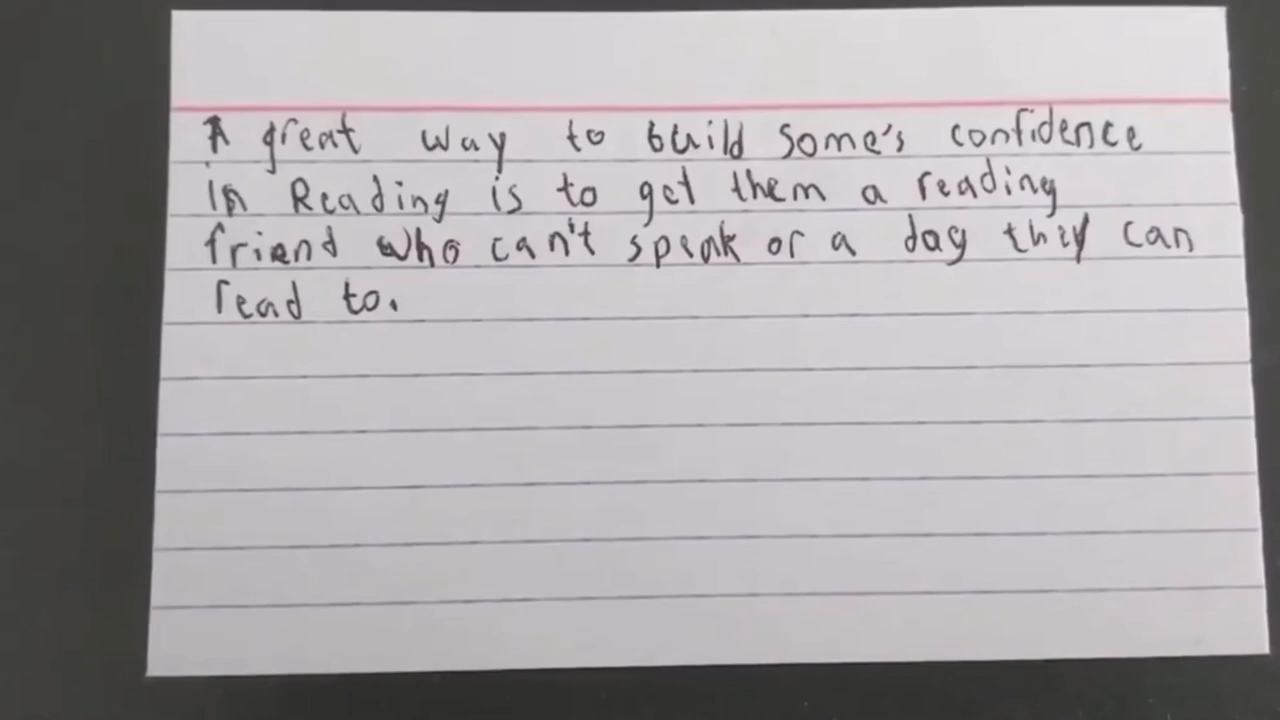 A great way to build some's confidence
in Reading is to get them a reading
friend who can't speak or a dog they can
read to.